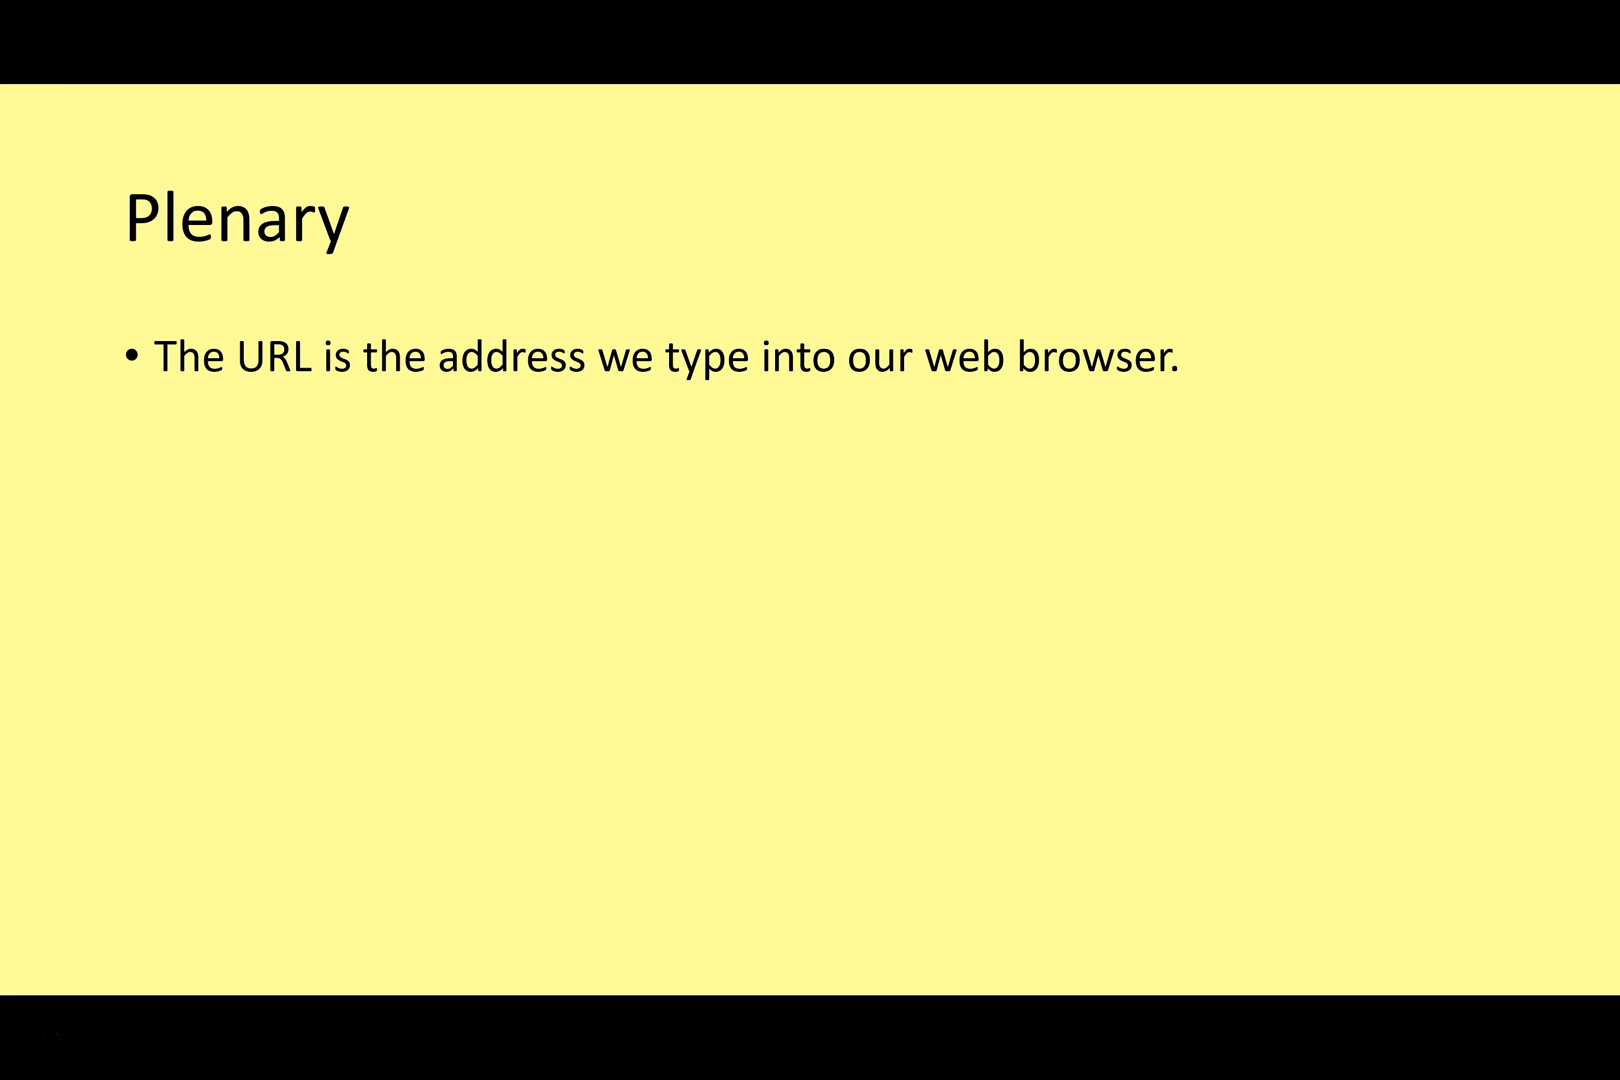 Plenary
• The URL is the address we type into our web browser.